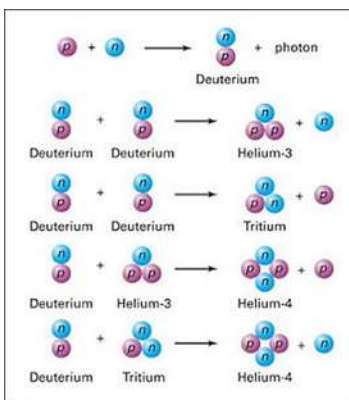 p + n n p + photon
Deuterium
n p + n p n p p + n
Deuterium Deuterium Helium-3
n p + n p n p n + p
Deuterium Deuterium Tritium
n p + n p p n p p n + p
Deuterium Helium-3 Helium-4
n p + n p n n p p n + n
Deuterium Tritium Helium-4